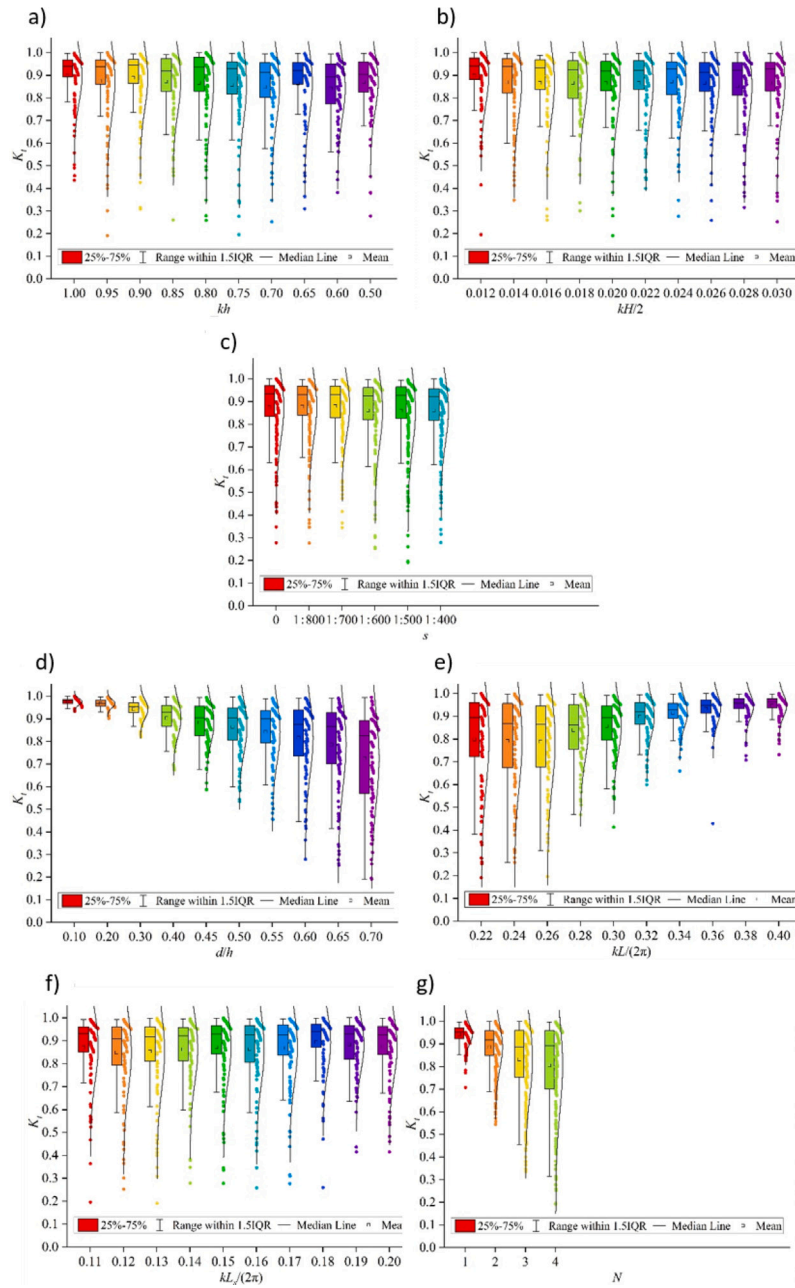 a)
1.0
0.9
0.8
0.7
0.6
0.5
0.4
0.3
0.2
0.1
0.0
Kt
25%-75% Range within 1.5IQR Median Line Mean
1.00 0.95 0.90 0.85 0.80 0.75 0.70 0.65 0.60 0.50
kh
b)
1.0
0.9
0.8
0.7
0.6
0.5
0.4
0.3
0.2
0.1
0.0
Kt
25%-75% Range within 1.5IQR Median Line Mean
0.012 0.014 0.016 0.018 0.020 0.022 0.024 0.026 0.028 0.030
kH/2
c)
1.0
0.9
0.8
0.7
0.6
0.5
0.4
0.3
0.2
0.1
0.0
Kt
25%-75% Range within 1.5IQR Median Line Mean
0 1:800 1:700 1:600 1:500 1:400
s
d)
1.0
0.9
0.8
0.7
0.6
0.5
0.4
0.3
0.2
0.1
0.0
Kt
25%-75% Range within 1.5IQR Median Line Mean
0.10 0.20 0.30 0.40 0.45 0.50 0.55 0.60 0.65 0.70
d/h
e)
1.0
0.9
0.8
0.7
0.6
0.5
0.4
0.3
0.2
0.1
0.0
Kt
25%-75% Range within 1.5IQR Median Line Mean
0.22 0.24 0.26 0.28 0.30 0.32 0.34 0.36 0.38 0.40
kL/(2π)
f)
1.0
0.9
0.8
0.7
0.6
0.5
0.4
0.3
0.2
0.1
0.0
Kt
25%-75% Range within 1.5IQR Median Line Mea
0.11 0.12 0.13 0.14 0.15 0.16 0.17 0.18 0.19 0.20
kLs/(2π)
g)
1.0
0.9
0.8
0.7
0.6
0.5
0.4
0.3
0.2
0.1
0.0
Kt
25%-75% Range within 1.5IQR Median Line Mean
1 2 3 4
N